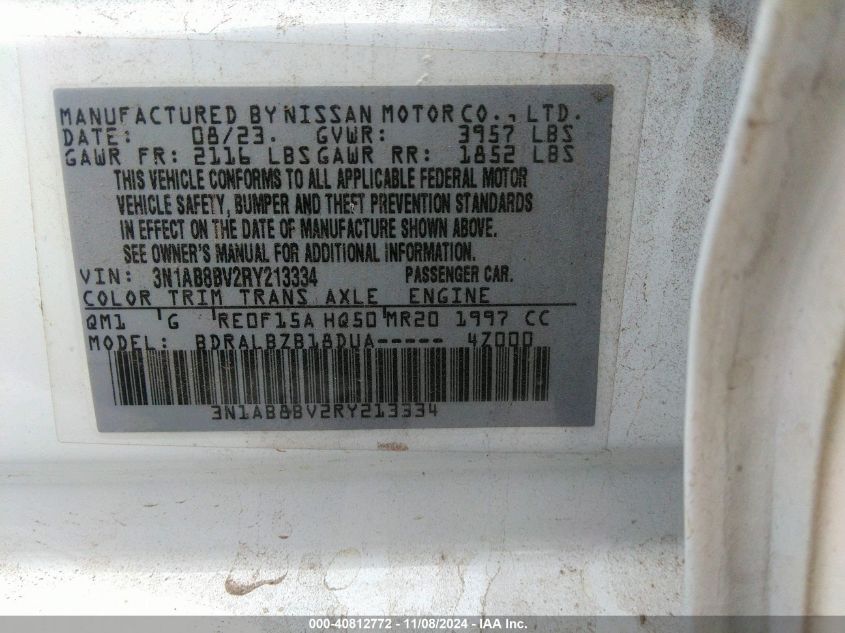 MANUFACTURED BY NISSAN MOTOR CO., LTD.
DATE: 08/23. GVWR: 3957 LBS
GAWR FR: 2116 LBS GAWR RR: 1852 LBS
THIS VEHICLE CONFORMS TO ALL APPLICABLE FEDERAL MOTOR
VEHICLE SAFETY, BUMPER AND THEFT PREVENTION STANDARDS
IN EFFECT ON THE DATE OF MANUFACTURE SHOWN ABOVE.
SEE OWNER'S MANUAL FOR ADDITIONAL INFORMATION.
VIN: 3N1AB8BV2RY213334 PASSENGER CAR.
COLOR TRIM TRANS AXLE ENGINE
QM1 G RE0F15A HQ50 MR20 1997 CC
MODEL: BDRALBZB18DUA----- 4Z000
3N1AB8BV2RY213334
000-40812772 - 11/08/2024 - IAA, Inc.